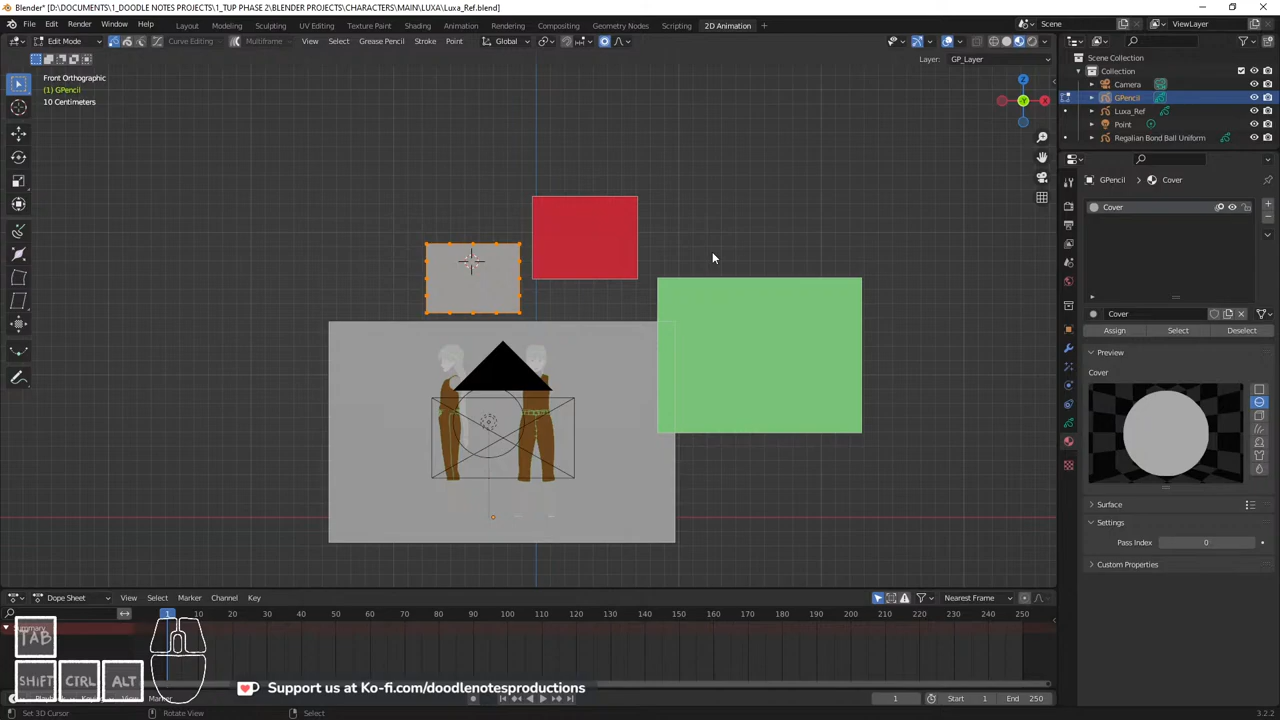 Blender* [D:\DOCUMENTS\1_DOODLE NOTES PROJECTS\1_TUP PHASE 2\BLENDER PROJECTS\CHARACTERS\MAIN\LUXA\Luxa_Ref.blend]
File Edit Render Window Help Layout Modeling Sculpting UV Editing Texture Paint Shading Animation Rendering Compositing Geometry Nodes Scripting 2D Animation + Scene ViewLayer
Edit Mode Curve Editing Multiframe View Select Grease Pencil Stroke Point Global
Layer: GP_Layer
Front Orthographic
(1) GPencil
10 Centimeters
Z
Y
X
Scene Collection
Collection
Camera
GPencil
Luxa_Ref
Point
Regalian Bond Ball Uniform
GPencil Cover
Cover
Cover
Assign Select Deselect
Preview
Cover
Surface
Settings
Pass Index 0
Custom Properties
Dope Sheet View Select Marker Channel Key Nearest Frame
1 10 20 30 40 50 60 70 80 90 100 110 120 130 140 150 160 170 180 190 200 210 220 230 240 250
Summary
TAB
SHIFT CTRL ALT
Support us at Ko-fi.com/doodlenotesproductions
Marker 1 Start 1 End 250
Set 3D Cursor Rotate View Select 3.2.2